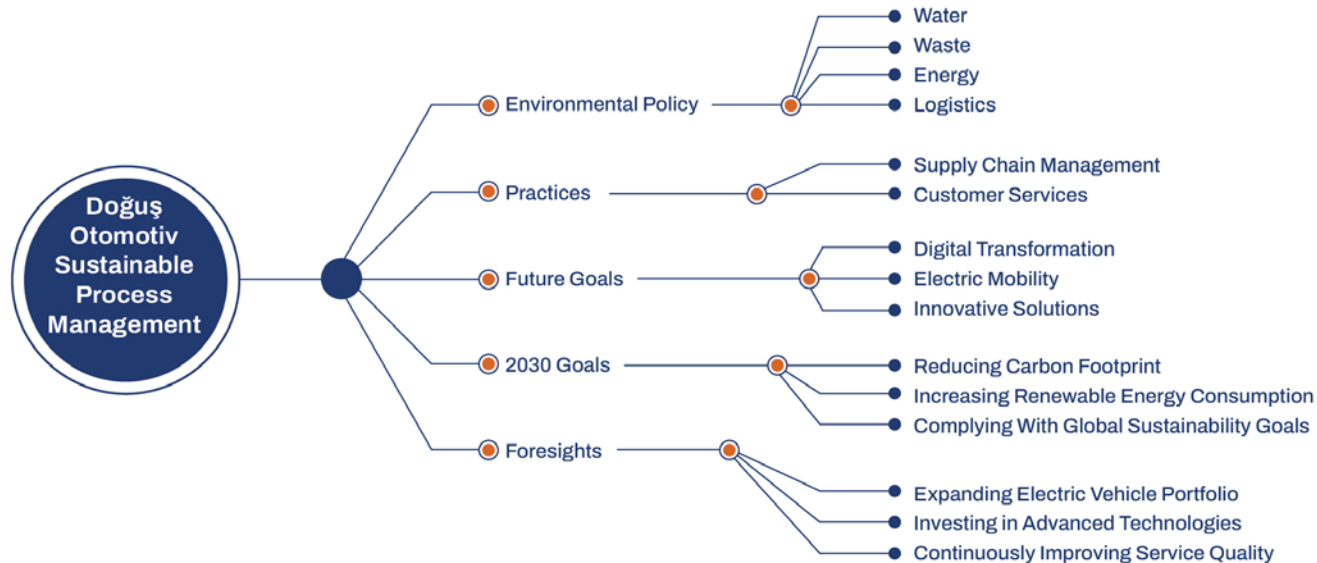 Doğuş
Otomotiv
Sustainable
Process
Management
Environmental Policy
Water
Waste
Energy
Logistics
Practices
Supply Chain Management
Customer Services
Future Goals
Digital Transformation
Electric Mobility
Innovative Solutions
2030 Goals
Reducing Carbon Footprint
Increasing Renewable Energy Consumption
Complying With Global Sustainability Goals
Foresights
Expanding Electric Vehicle Portfolio
Investing in Advanced Technologies
Continuously Improving Service Quality